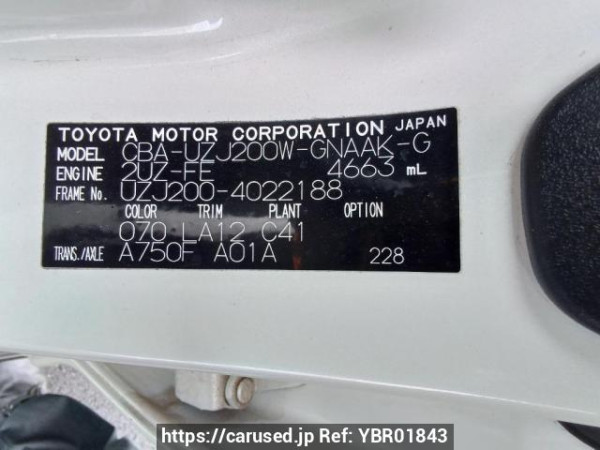 TOYOTA MOTOR CORPORATION JAPAN
MODEL CBA-UZJ200W-GNAAK-G
ENGINE 2UZ-FE 4663 mL
FRAME No. UZJ200-4022188
COLOR TRIM PLANT OPTION
070 LA12 C41
TRANS./AXLE A750F A01A 228
https://carused.jp Ref: YBR01843